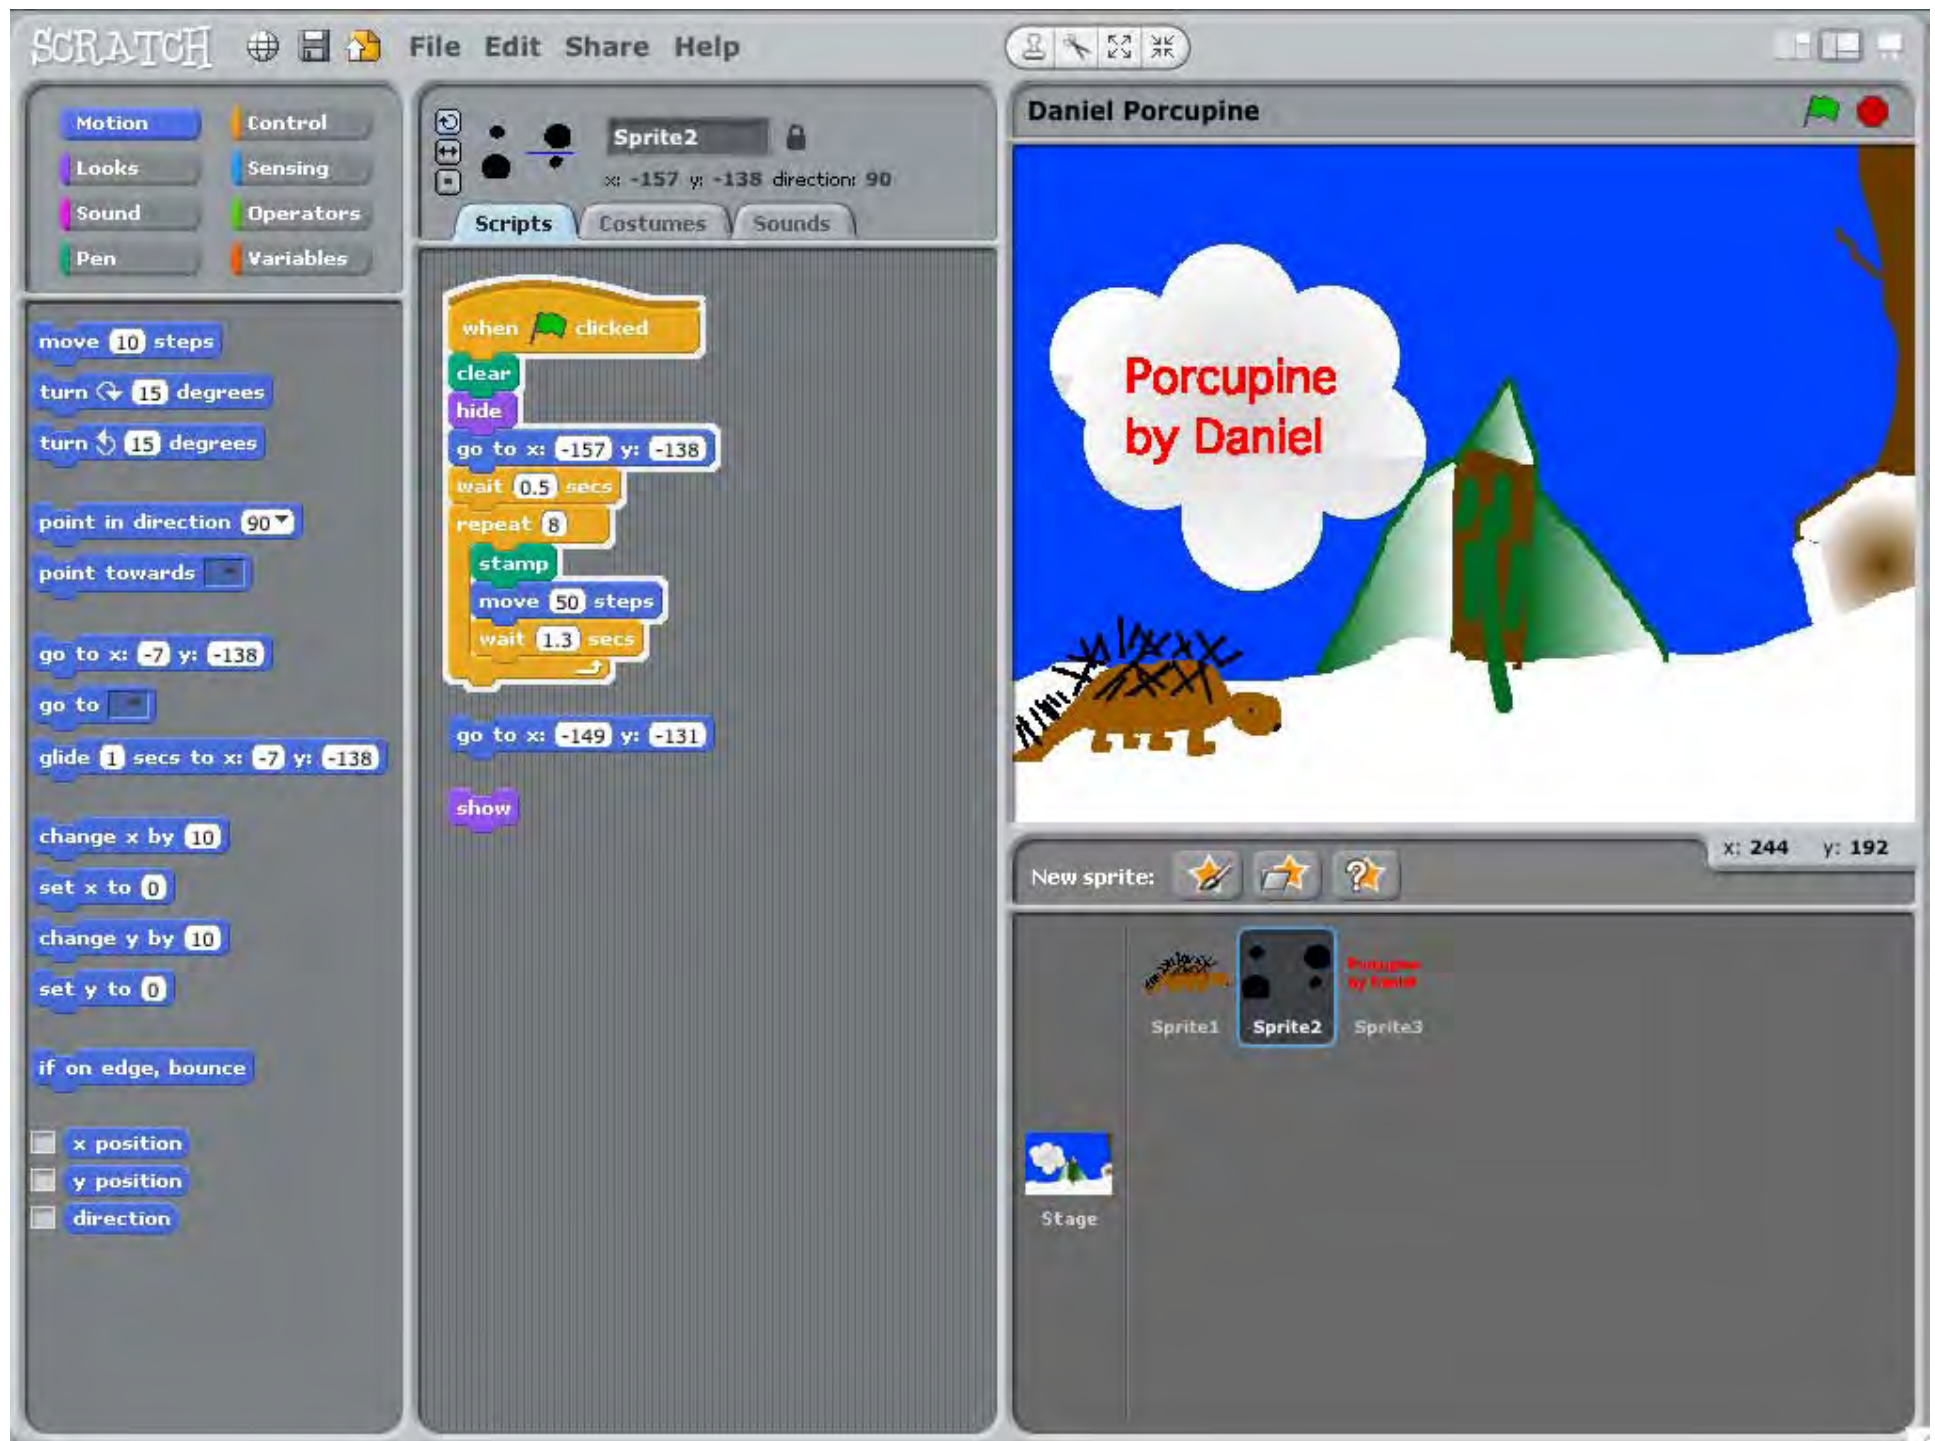 SCRATCH File Edit Share Help
Motion Control
Looks Sensing
Sound Operators
Pen Variables
move 10 steps
turn 15 degrees
turn 15 degrees
point in direction 90
point towards
go to x: -7 y: -138
go to
glide 1 secs to x: -7 y: -138
change x by 10
set x to 0
change y by 10
set y to 0
if on edge, bounce
x position
y position
direction
Sprite2
x: -157 y: -138 direction: 90
Scripts Costumes Sounds
when clicked
clear
hide
go to x: -157 y: -138
wait 0.5 secs
repeat 8
stamp
move 50 steps
wait 1.3 secs
go to x: -149 y: -131
show
Daniel Porcupine
Porcupine
by Daniel
x: 244 y: 192
New sprite:
Porcupine
by Daniel
Sprite1 Sprite2 Sprite3
Stage